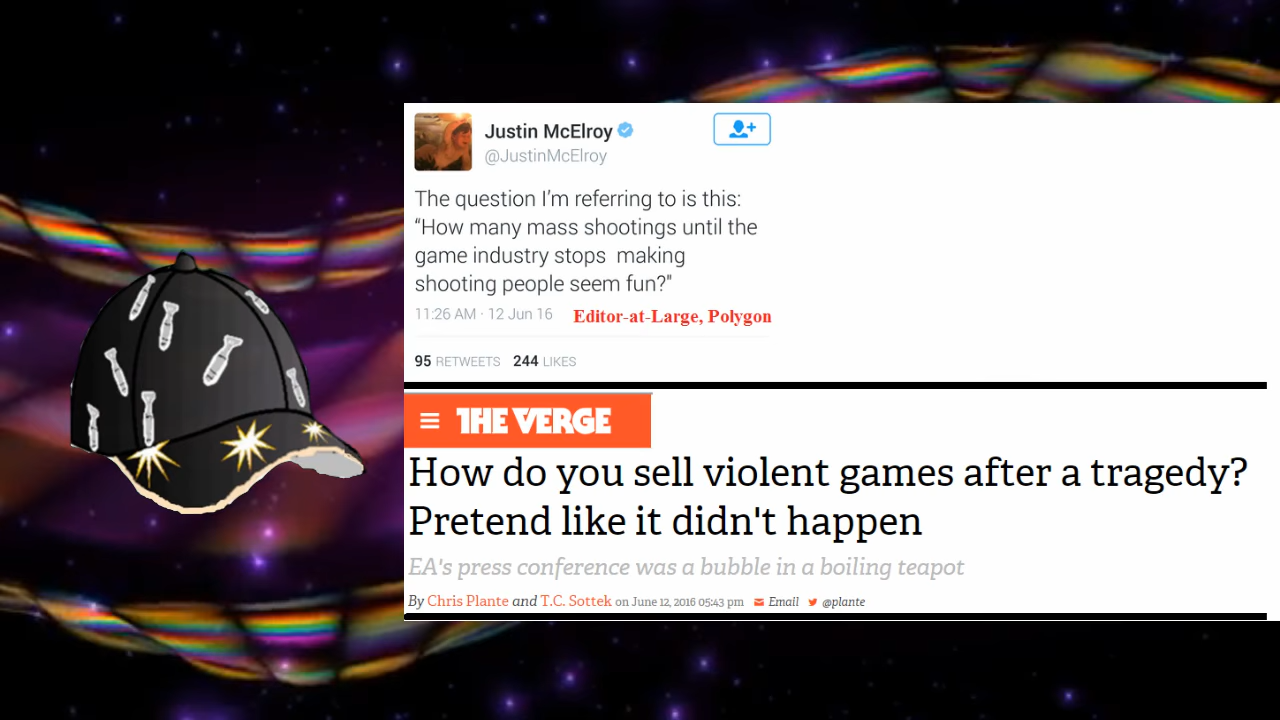 Justin McElroy
@JustinMcElroy
The question I'm referring to is this:
“How many mass shootings until the
game industry stops  making
shooting people seem fun?”
11:26 AM · 12 Jun 16 Editor-at-Large, Polygon
95 RETWEETS 244 LIKES
THE VERGE
How do you sell violent games after a tragedy?
Pretend like it didn't happen
EA's press conference was a bubble in a boiling teapot
By Chris Plante and T.C. Sottek on June 12, 2016 05:43 pm Email @plante